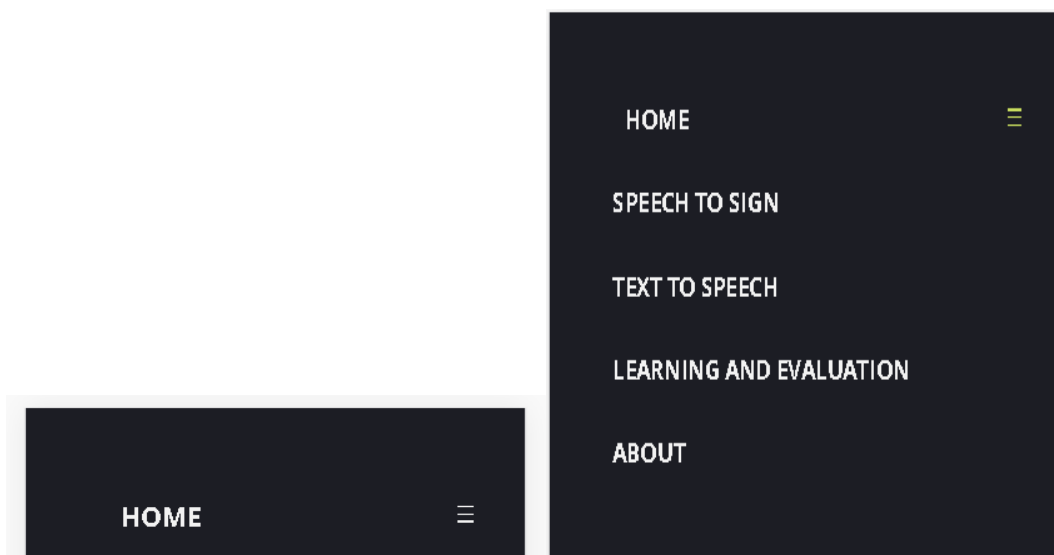 HOME
HOME
SPEECH TO SIGN
TEXT TO SPEECH
LEARNING AND EVALUATION
ABOUT